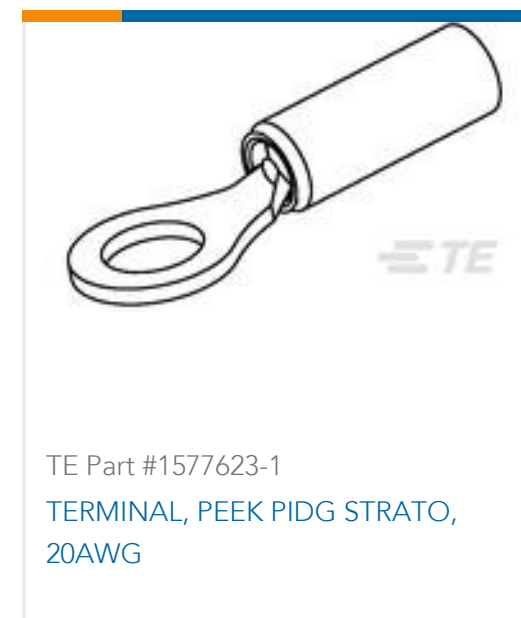 TE
TE Part #1577623-1
TERMINAL, PEEK PIDG STRATO,
20AWG